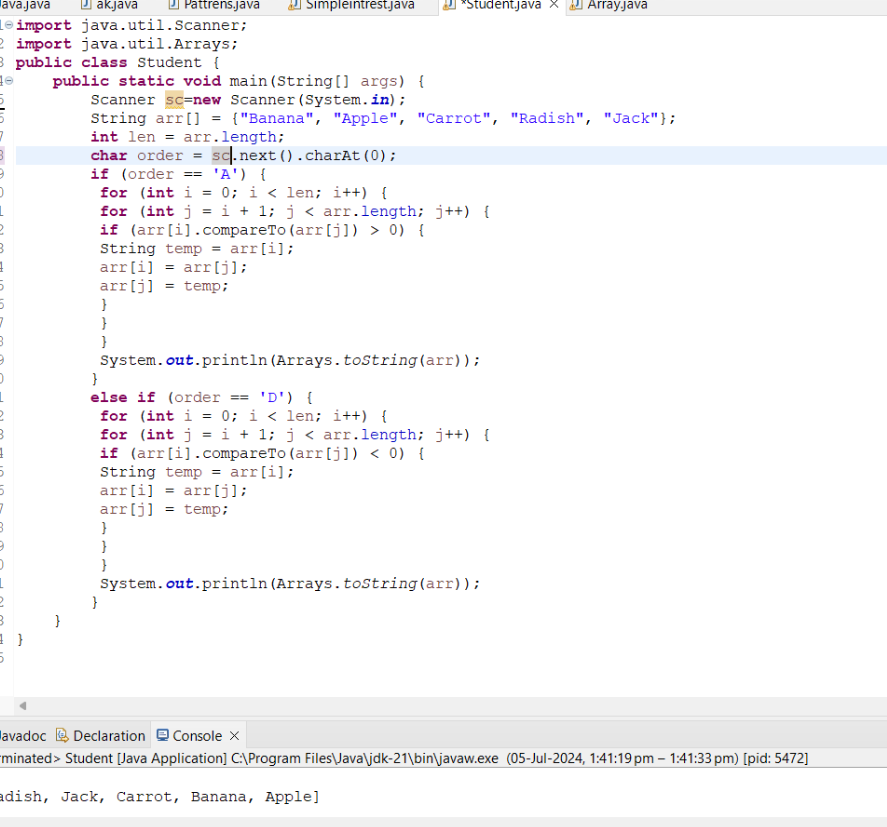 ava.java ak.java Pattrens.java Simpleintrest.java *Student.java Array.java
import java.util.Scanner;
2 import java.util.Arrays;
3 public class Student {
public static void main(String[] args) {
Scanner sc=new Scanner(System.in);
String arr[] = {"Banana", "Apple", "Carrot", "Radish", "Jack"};
int len = arr.length;
char order = sc.next().charAt(0);
if (order == 'A') {
for (int i = 0; i < len; i++) {
for (int j = i + 1; j < arr.length; j++) {
if (arr[i].compareTo(arr[j]) > 0) {
String temp = arr[i];
arr[i] = arr[j];
arr[j] = temp;
}
}
}
System.out.println(Arrays.toString(arr));
}
else if (order == 'D') {
for (int i = 0; i < len; i++) {
for (int j = i + 1; j < arr.length; j++) {
if (arr[i].compareTo(arr[j]) < 0) {
String temp = arr[i];
arr[i] = arr[j];
arr[j] = temp;
}
}
}
System.out.println(Arrays.toString(arr));
}
}
}
Javadoc Declaration Console
minated> Student [Java Application] C:\Program Files\Java\jdk-21\bin\javaw.exe (05-Jul-2024, 1:41:19 pm – 1:41:33 pm) [pid: 5472]
adish, Jack, Carrot, Banana, Apple]